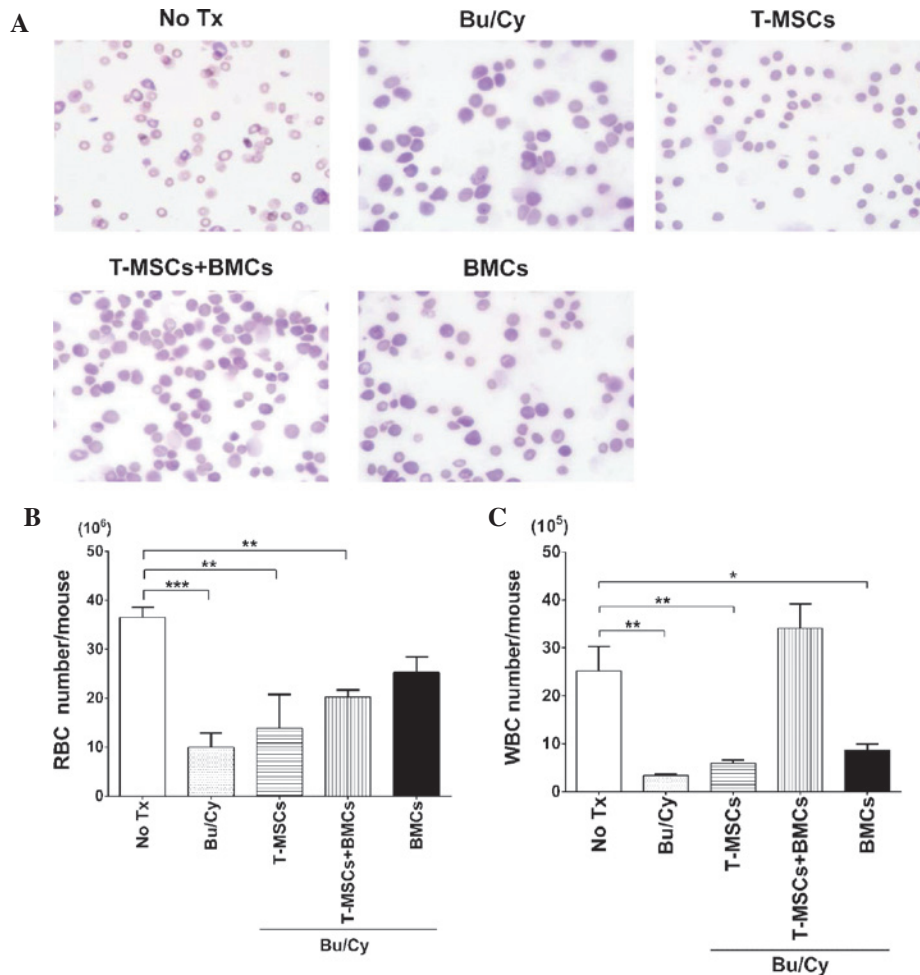 A
No Tx
Bu/Cy
T-MSCs
T-MSCs+BMCs
BMCs
B
(10⁶)
RBC number/mouse
50
40
30
20
10
0
**
**
***
No Tx
Bu/Cy
T-MSCs
T-MSCs+BMCs
BMCs
Bu/Cy
C
(10⁵)
WBC number/mouse
50
40
30
20
10
0
*
**
**
No Tx
Bu/Cy
T-MSCs
T-MSCs+BMCs
BMCs
Bu/Cy